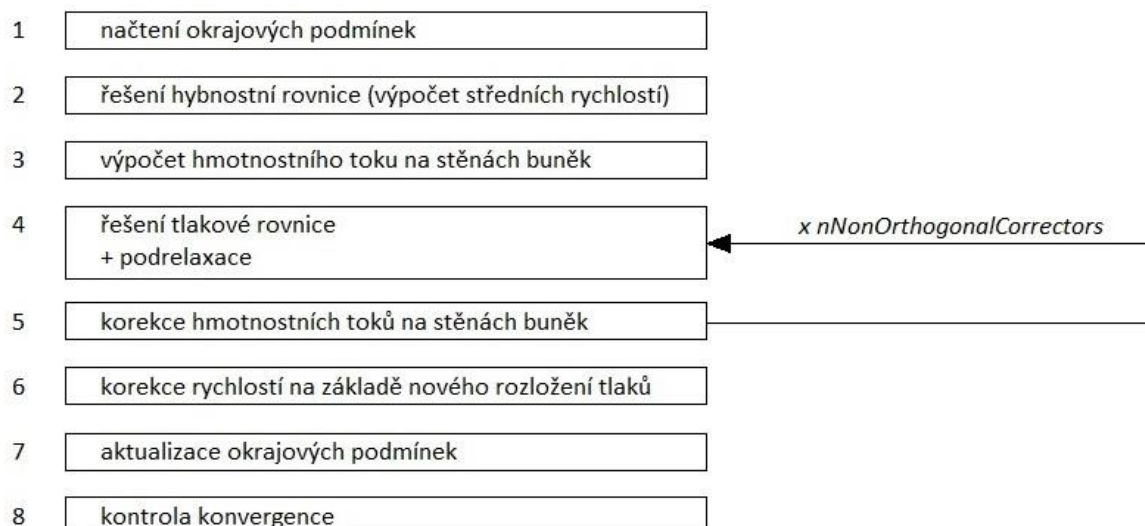 1 načtení okrajových podmínek
2 řešení hybnostní rovnice (výpočet středních rychlostí)
3 výpočet hmotnostního toku na stěnách buněk
4 řešení tlakové rovnice
+ podrelaxace
x nNonOrthogonalCorrectors
5 korekce hmotnostních toků na stěnách buněk
6 korekce rychlostí na základě nového rozložení tlaků
7 aktualizace okrajových podmínek
8 kontrola konvergence